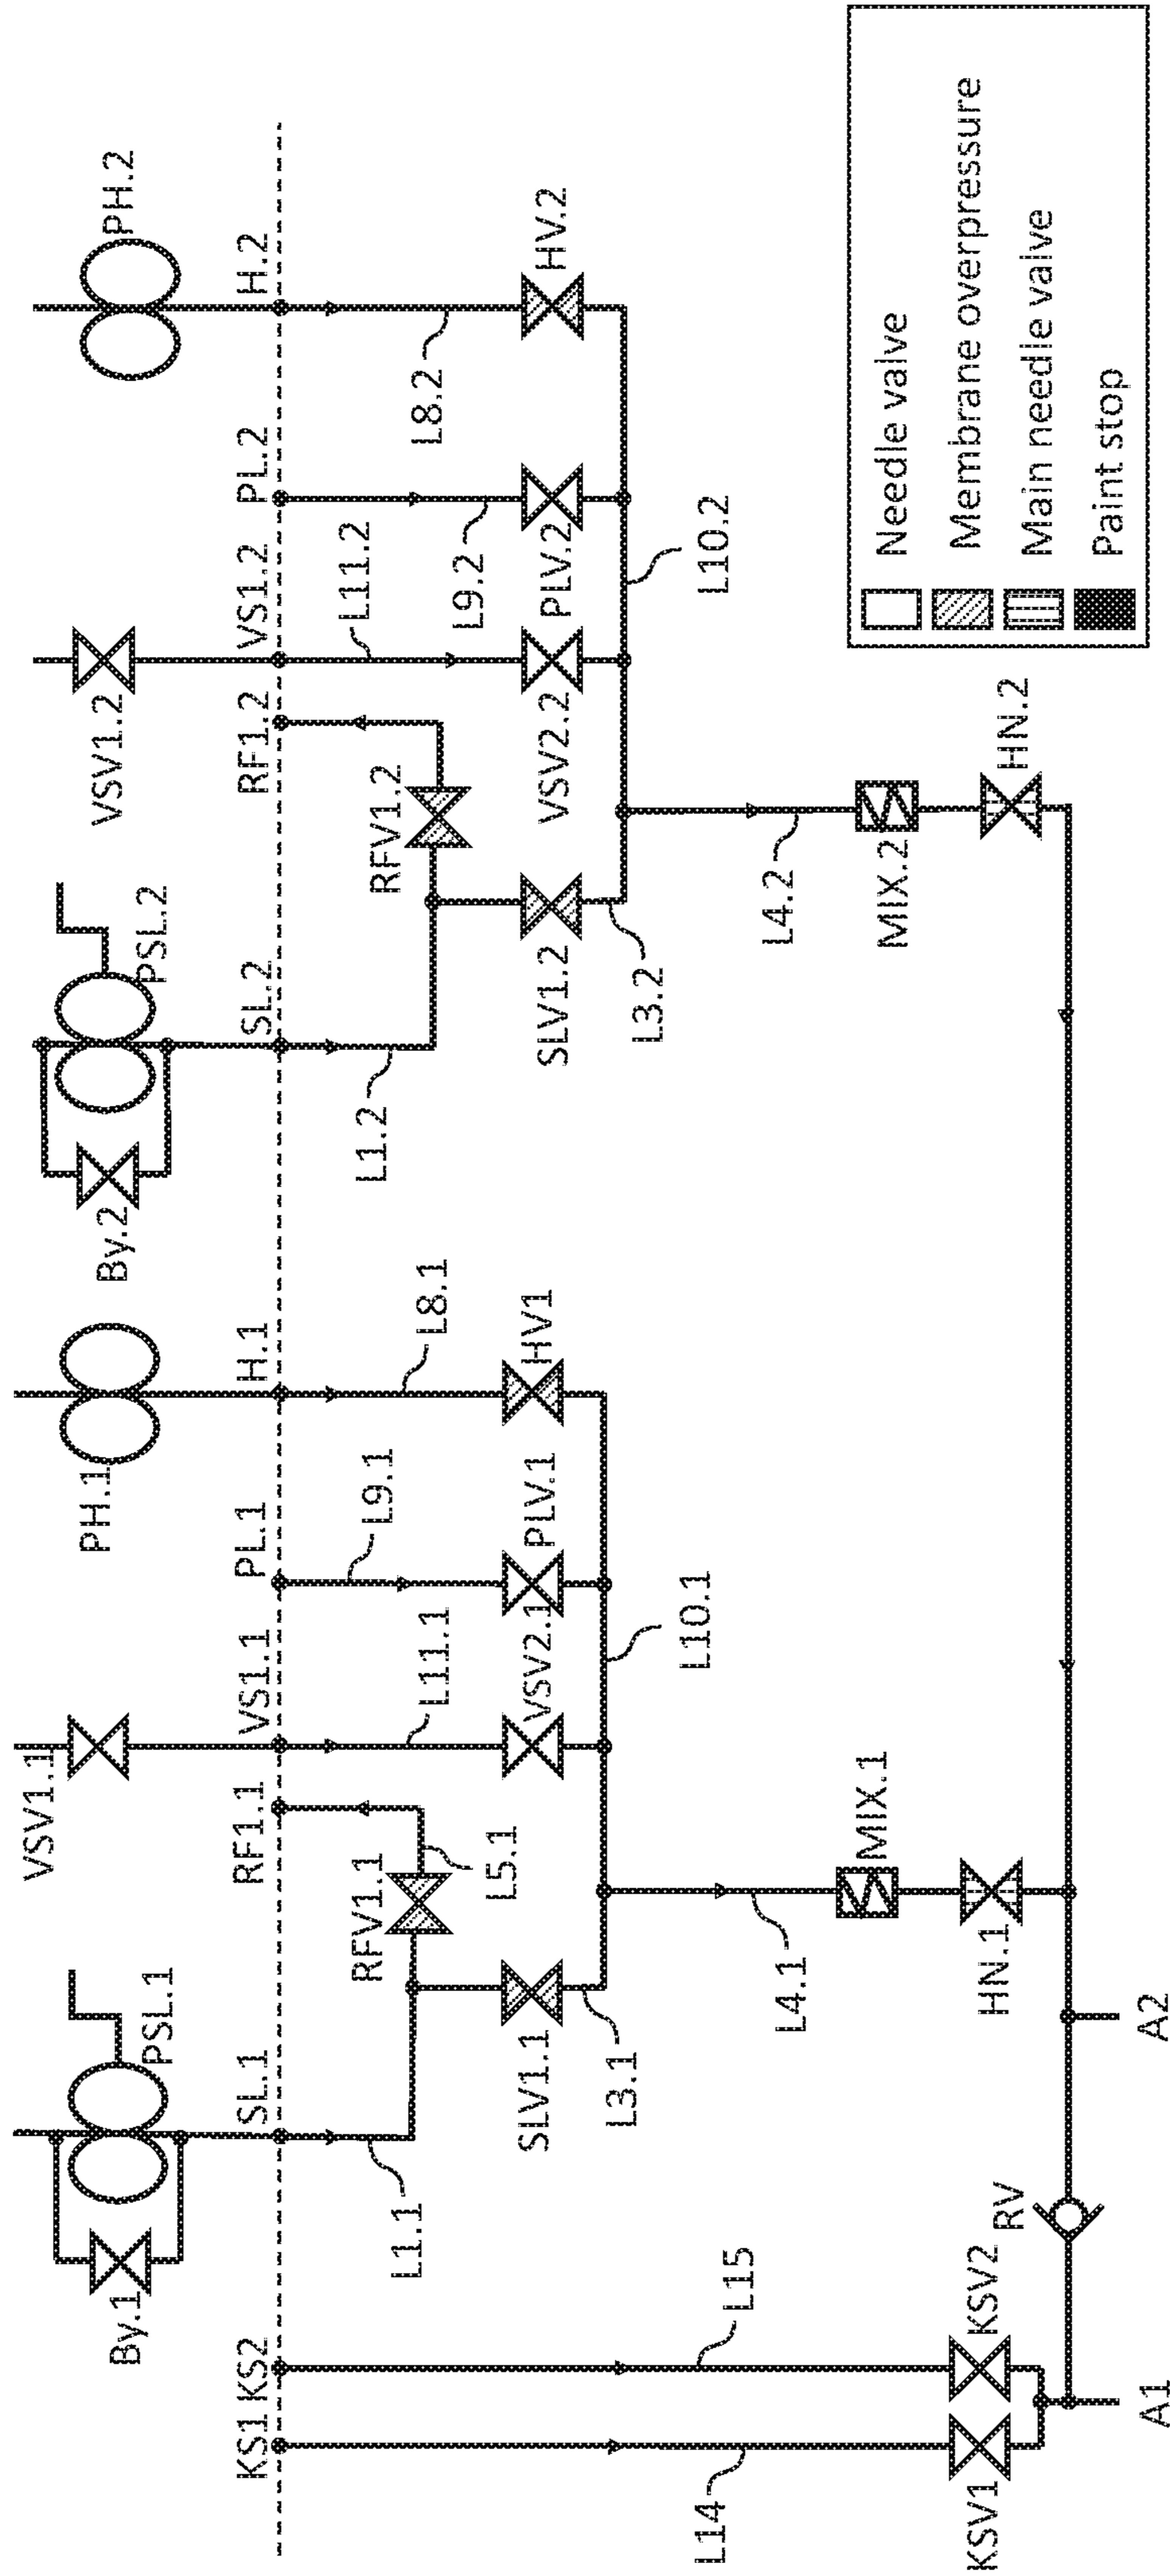 By.1
PSL.1
VSV1.1
PH.1
By.2
PSL.2
VSV1.2
PH.2
KS1
KS2
SL.1
RF1.1
VS1.1
PL.1
H.1
SL.2
RF1.2
VS1.2
PL.2
H.2
L1.1
RFV1.1
L5.1
L11.1
L9.1
L8.1
L1.2
RFV1.2
L11.2
L9.2
L8.2
SLV1.1
VSV2.1
PLV.1
HV1
SLV1.2
VSV2.2
PLV.2
HV.2
L3.1
L10.1
L3.2
L10.2
L14
L15
L4.1
MIX.1
L4.2
MIX.2
KSV1
KSV2
RV
HN.1
HN.2
A1
A2
Needle valve
Membrane overpressure
Main needle valve
Paint stop